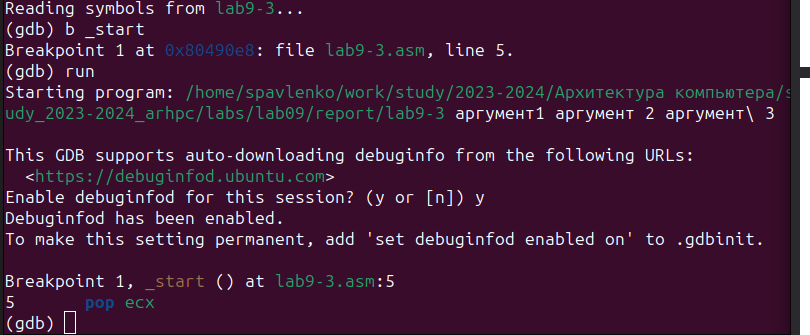 Reading symbols from lab9-3...
(gdb) b _start
Breakpoint 1 at 0x80490e8: file lab9-3.asm, line 5.
(gdb) run
Starting program: /home/spavlenko/work/study/2023-2024/Архитектура компьютера/s
udy_2023-2024_arhpc/labs/lab09/report/lab9-3 аргумент1 аргумент 2 аргумент\ 3

This GDB supports auto-downloading debuginfo from the following URLs:
  <https://debuginfod.ubuntu.com>
Enable debuginfod for this session? (y or [n]) y
Debuginfod has been enabled.
To make this setting permanent, add 'set debuginfod enabled on' to .gdbinit.

Breakpoint 1, _start () at lab9-3.asm:5
5       pop ecx
(gdb)